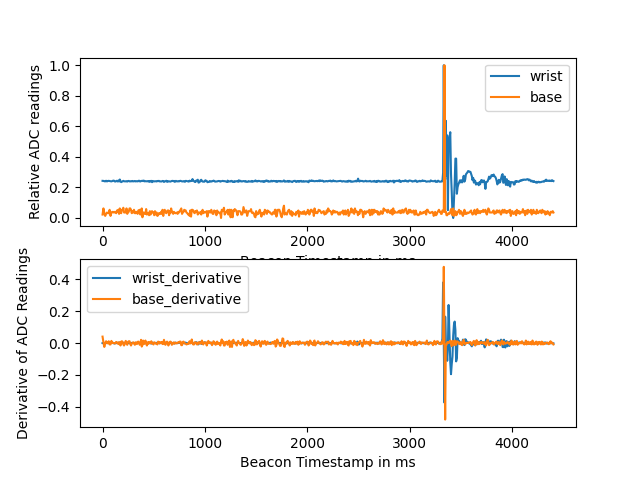 Relative ADC readings
1.0
0.8
0.6
0.4
0.2
0.0
wrist
base
0 1000 2000 3000 4000
Beacon Timestamp in ms
Derivative of ADC Readings
0.4
0.2
0.0
−0.2
−0.4
wrist_derivative
base_derivative
0 1000 2000 3000 4000
Beacon Timestamp in ms